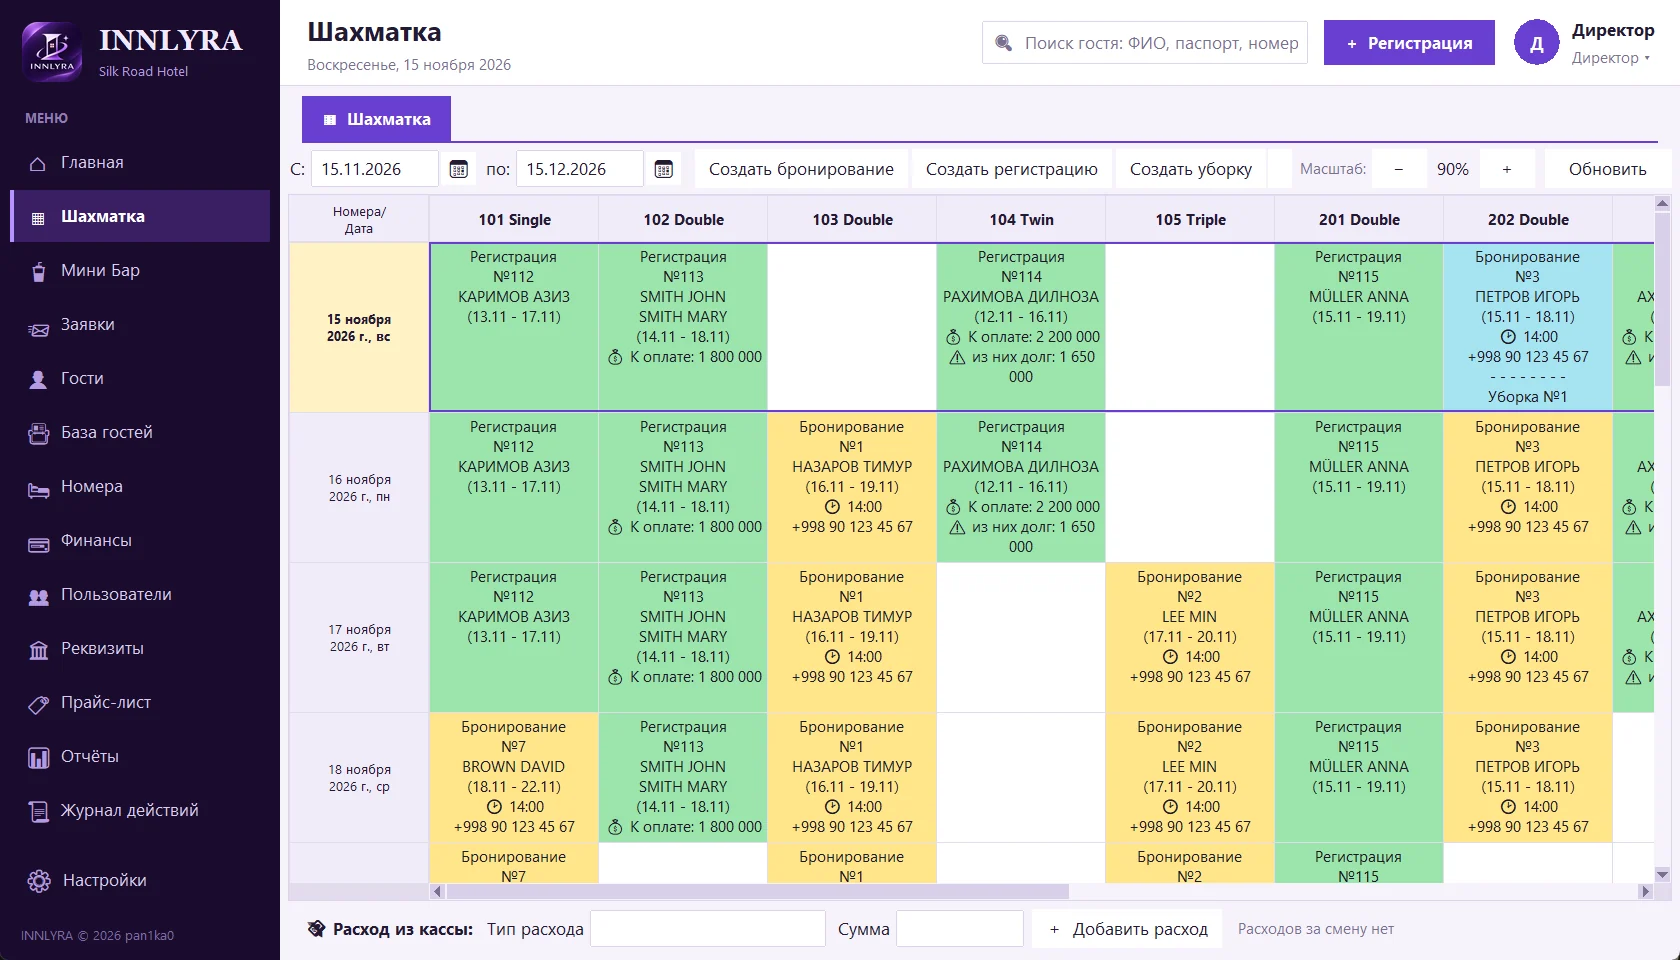 INNLYRA
INNLYRA
Silk Road Hotel
МЕНЮ
Главная
Шахматка
Мини Бар
Заявки
Гости
База гостей
Номера
Финансы
Пользователи
Реквизиты
Прайс-лист
Отчёты
Журнал действий
Настройки
INNLYRA © 2026 pan1ka0
Шахматка
Воскресенье, 15 ноября 2026
Поиск гостя: ФИО, паспорт, номер
+ Регистрация
Д
Директор
Директор
Шахматка
С: 15.11.2026 по: 15.12.2026 Создать бронирование Создать регистрацию Создать уборку Масштаб: − 90% + Обновить
Номера/
Дата
101 Single
102 Double
103 Double
104 Twin
105 Triple
201 Double
202 Double
15 ноября
2026 г., вс
Регистрация
№112
КАРИМОВ АЗИЗ
(13.11 - 17.11)
Регистрация
№113
SMITH JOHN
SMITH MARY
(14.11 - 18.11)
К оплате: 1 800 000
Регистрация
№114
РАХИМОВА ДИЛНОЗА
(12.11 - 16.11)
К оплате: 2 200 000
из них долг: 1 650
000
Регистрация
№115
MÜLLER ANNA
(15.11 - 19.11)
Бронирование
№3
ПЕТРОВ ИГОРЬ
(15.11 - 18.11)
14:00
+998 90 123 45 67
- - - - - - - -
Уборка №1
АХ
К
16 ноября
2026 г., пн
Регистрация
№112
КАРИМОВ АЗИЗ
(13.11 - 17.11)
Регистрация
№113
SMITH JOHN
SMITH MARY
(14.11 - 18.11)
К оплате: 1 800 000
Бронирование
№1
НАЗАРОВ ТИМУР
(16.11 - 19.11)
14:00
+998 90 123 45 67
Регистрация
№114
РАХИМОВА ДИЛНОЗА
(12.11 - 16.11)
К оплате: 2 200 000
из них долг: 1 650
000
Регистрация
№115
MÜLLER ANNA
(15.11 - 19.11)
Бронирование
№3
ПЕТРОВ ИГОРЬ
(15.11 - 18.11)
14:00
+998 90 123 45 67
АХ
К
17 ноября
2026 г., вт
Регистрация
№112
КАРИМОВ АЗИЗ
(13.11 - 17.11)
Регистрация
№113
SMITH JOHN
SMITH MARY
(14.11 - 18.11)
К оплате: 1 800 000
Бронирование
№1
НАЗАРОВ ТИМУР
(16.11 - 19.11)
14:00
+998 90 123 45 67
Бронирование
№2
LEE MIN
(17.11 - 20.11)
14:00
+998 90 123 45 67
Регистрация
№115
MÜLLER ANNA
(15.11 - 19.11)
Бронирование
№3
ПЕТРОВ ИГОРЬ
(15.11 - 18.11)
14:00
+998 90 123 45 67
АХ
К
18 ноября
2026 г., ср
Бронирование
№7
BROWN DAVID
(18.11 - 22.11)
14:00
+998 90 123 45 67
Регистрация
№113
SMITH JOHN
SMITH MARY
(14.11 - 18.11)
К оплате: 1 800 000
Бронирование
№1
НАЗАРОВ ТИМУР
(16.11 - 19.11)
14:00
+998 90 123 45 67
Бронирование
№2
LEE MIN
(17.11 - 20.11)
14:00
+998 90 123 45 67
Регистрация
№115
MÜLLER ANNA
(15.11 - 19.11)
Бронирование
№3
ПЕТРОВ ИГОРЬ
(15.11 - 18.11)
14:00
+998 90 123 45 67
Бронирование
№7
Бронирование
№1
Бронирование
№2
Регистрация
№115
Расход из кассы: Тип расхода Сумма + Добавить расход Расходов за смену нет